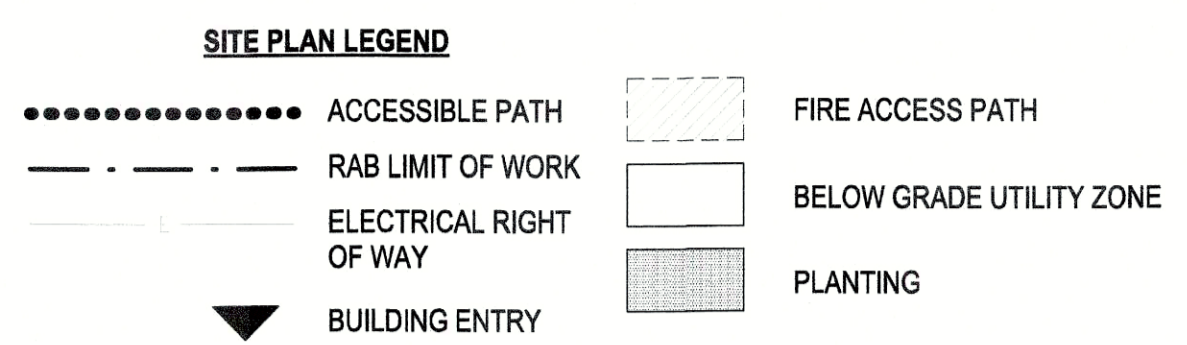 SITE PLAN LEGEND
ACCESSIBLE PATH
RAB LIMIT OF WORK
E
ELECTRICAL RIGHT
OF WAY
BUILDING ENTRY
FIRE ACCESS PATH
BELOW GRADE UTILITY ZONE
PLANTING